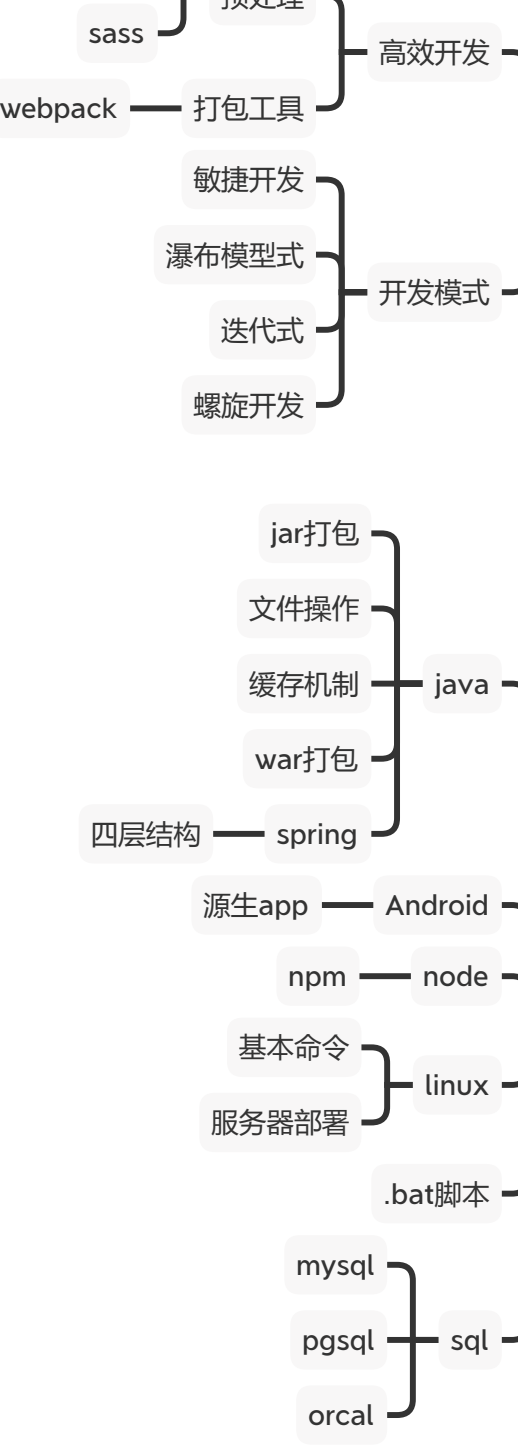 预处理
sass
高效开发
webpack
打包工具
敏捷开发
瀑布模型式
开发模式
迭代式
螺旋开发
jar打包
文件操作
缓存机制
java
war打包
四层结构
spring
源生app
Android
npm
node
基本命令
linux
服务器部署
.bat脚本
mysql
pgsql
sql
orcal